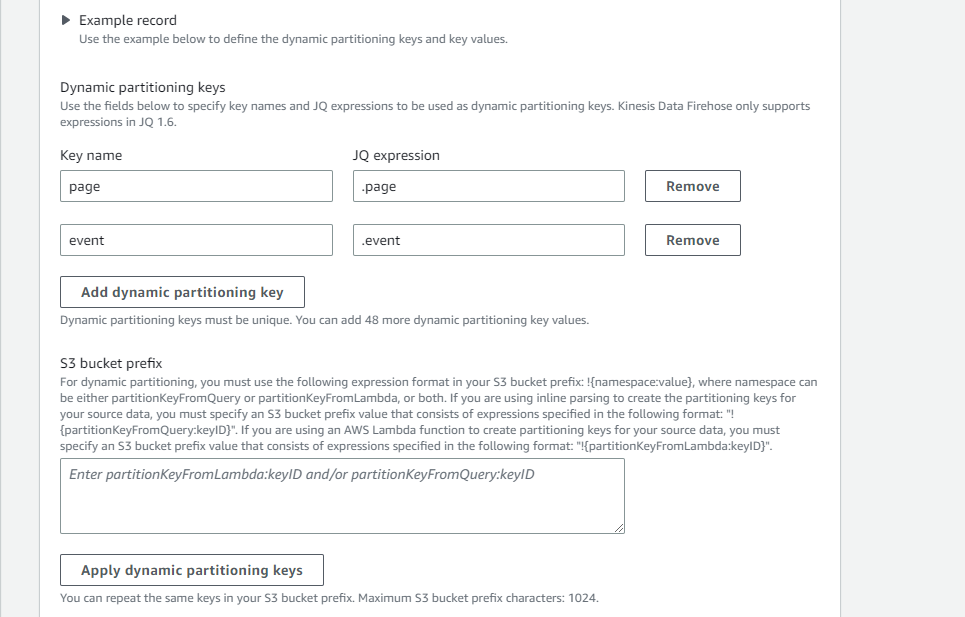 Example record
Use the example below to define the dynamic partitioning keys and key values.
Dynamic partitioning keys
Use the fields below to specify key names and JQ expressions to be used as dynamic partitioning keys. Kinesis Data Firehose only supports
expressions in JQ 1.6.
Key name JQ expression
page .page Remove
event .event Remove
Add dynamic partitioning key
Dynamic partitioning keys must be unique. You can add 48 more dynamic partitioning key values.
S3 bucket prefix
For dynamic partitioning, you must use the following expression format in your S3 bucket prefix: !{namespace:value}, where namespace can
be either partitionKeyFromQuery or partitionKeyFromLambda, or both. If you are using inline parsing to create the partitioning keys for
your source data, you must specify an S3 bucket prefix value that consists of expressions specified in the following format: "!
{partitionKeyFromQuery:keyID}". If you are using an AWS Lambda function to create partitioning keys for your source data, you must
specify an S3 bucket prefix value that consists of expressions specified in the following format: "!{partitionKeyFromLambda:keyID}".
Enter partitionKeyFromLambda:keyID and/or partitionKeyFromQuery:keyID
Apply dynamic partitioning keys
You can repeat the same keys in your S3 bucket prefix. Maximum S3 bucket prefix characters: 1024.